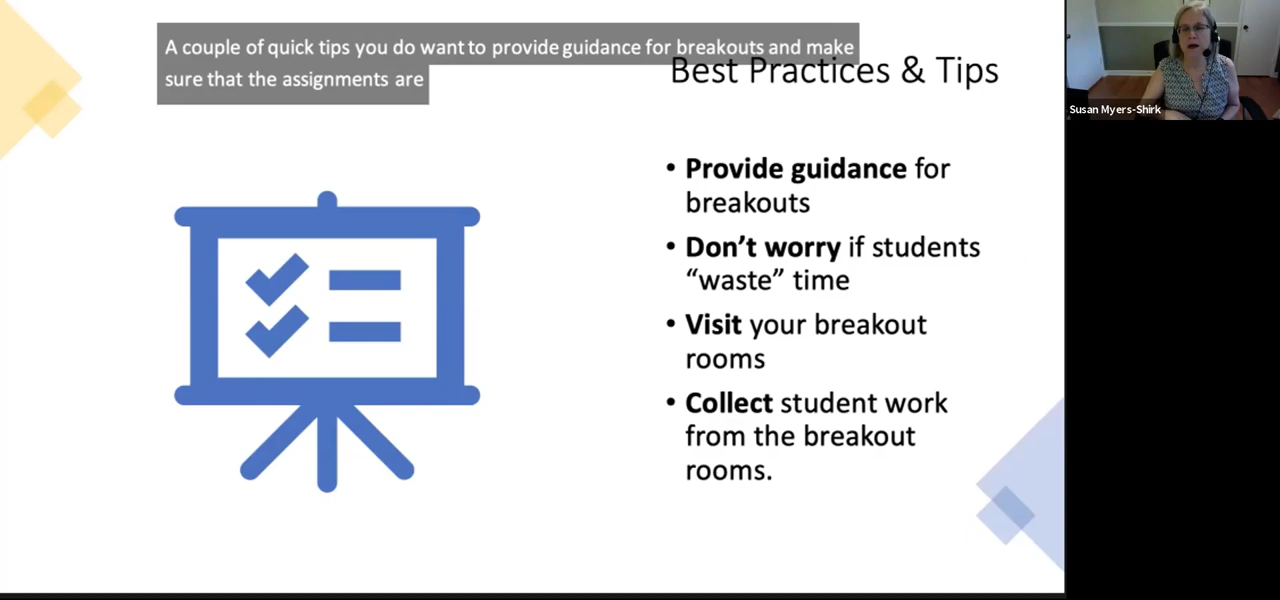 A couple of quick tips you do want to provide guidance for breakouts and make
sure that the assignments are
Best Practices & Tips
Susan Myers-Shirk
• Provide guidance for
breakouts
• Don’t worry if students
“waste” time
• Visit your breakout
rooms
• Collect student work
from the breakout
rooms.